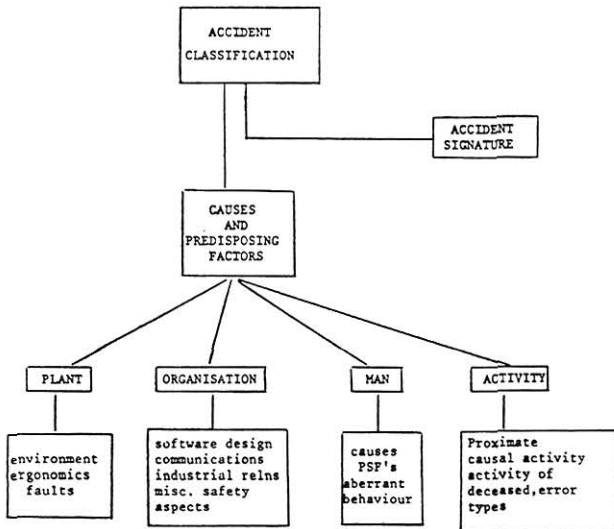 ACCIDENT
CLASSIFICATION
ACCIDENT
SIGNATURE
CAUSES
AND
PREDISPOSING
FACTORS
PLANT
ORGANISATION
MAN
ACTIVITY
environment
ergonomics
faults
software design
communications
industrial relns
misc. safety
aspects
causes
PSF's
aberrant
behaviour
Proximate
causal activity
activity of
deceased,error
types